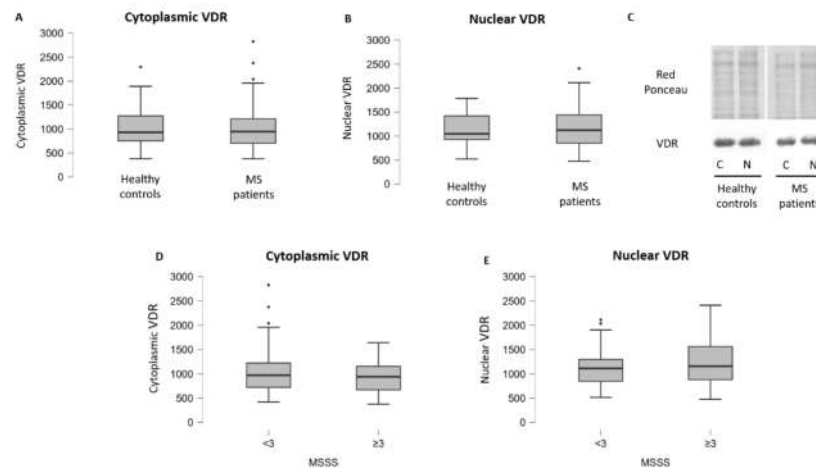 A
Cytoplasmic VDR
Cytoplasmic VDR
3000
2500
2000
1500
1000
500
0
Healthy
controls
MS
patients
B
Nuclear VDR
Nuclear VDR
3000
2500
2000
1500
1000
500
0
Healthy
controls
MS
patients
C
Red
Ponceau
VDR
C N C N
Healthy
controls
MS
patients
D
Cytoplasmic VDR
Cytoplasmic VDR
3000
2500
2000
1500
1000
500
0
<3
≥3
MSSS
E
Nuclear VDR
Nuclear VDR
3000
2500
2000
1500
1000
500
0
<3
≥3
MSSS